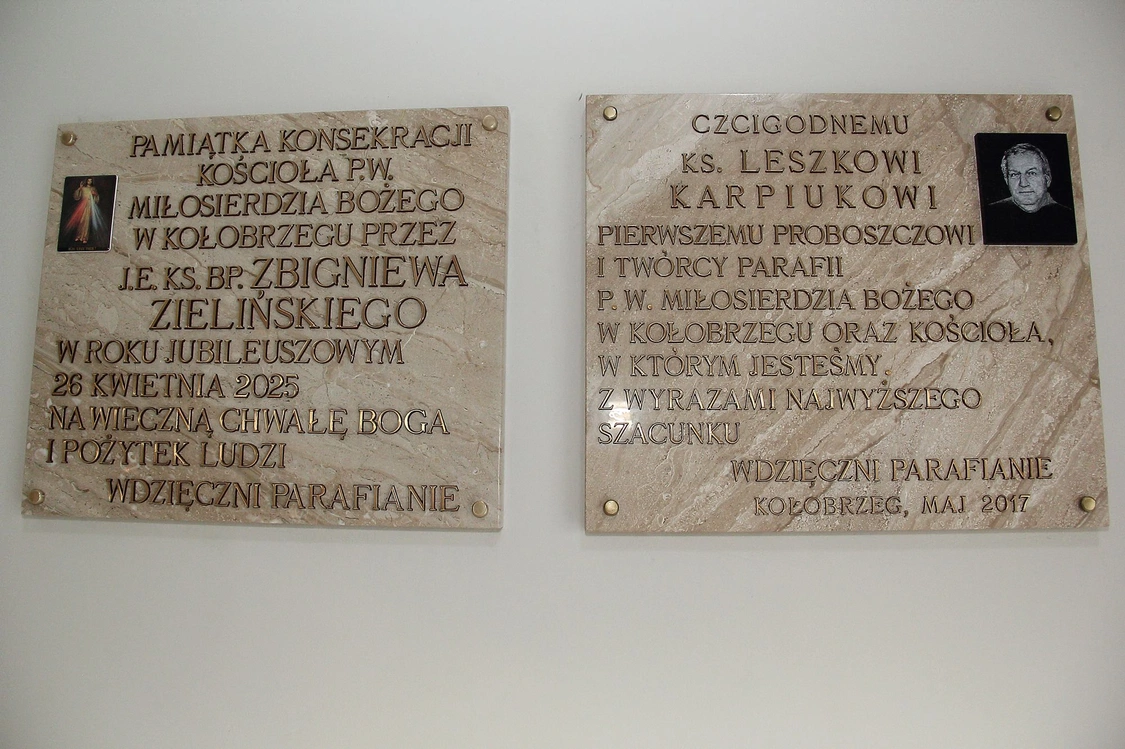 PAMIĄTKA KONSEKRACJI
KOŚCIOŁA P.W.
MIŁOSIERDZIA BOŻEGO
W KOŁOBRZEGU PRZEZ
J.E. KS. BP. ZBIGNIEWA
ZIELIŃSKIEGO
W ROKU JUBILEUSZOWYM
26 KWIETNIA 2025
NA WIECZNĄ CHWAŁĘ BOGA
I POŻYTEK LUDZI
WDZIĘCZNI PARAFIANIE
CZCIGODNEMU
KS. LESZKOWI
KARPIUKOWI
PIERWSZEMU PROBOSZCZOWI
I TWÓRCY PARAFII
P. W. MIŁOSIERDZIA BOŻEGO
W KOŁOBRZEGU ORAZ KOŚCIOŁA,
W KTÓRYM JESTEŚMY.
Z WYRAZAMI NAJWYŻSZEGO
SZACUNKU
WDZIĘCZNI PARAFIANIE
KOŁOBRZEG, MAJ 2017